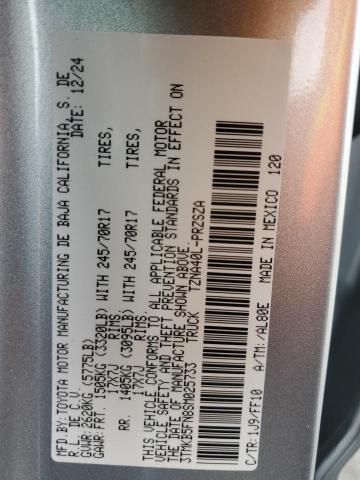 MFD BY: TOYOTA MOTOR MANUFACTURING DE BAJA CALIFORNIA, S. DE
R. L. DE C.V. DATE: 12/24
GVWR: 2620KG (5775LB)
GAWR: FRT. 1505KG (3320LB) WITH 245/70R17 TIRES,
17X7J RIMS,
RR. 1405KG (3095LB) WITH 245/70R17 TIRES,
17X7J RIMS.
THIS VEHICLE CONFORMS TO ALL APPLICABLE FEDERAL MOTOR
VEHICLE SAFETY AND THEFT PREVENTION STANDARDS IN EFFECT ON
THE DATE OF MANUFACTURE SHOWN ABOVE.
3TMKB5FN8SM025733 TRUCK TZNA40L-PRZSZA
C/TR:1J9/FF10 A/TM:/AL80E MADE IN MEXICO 120